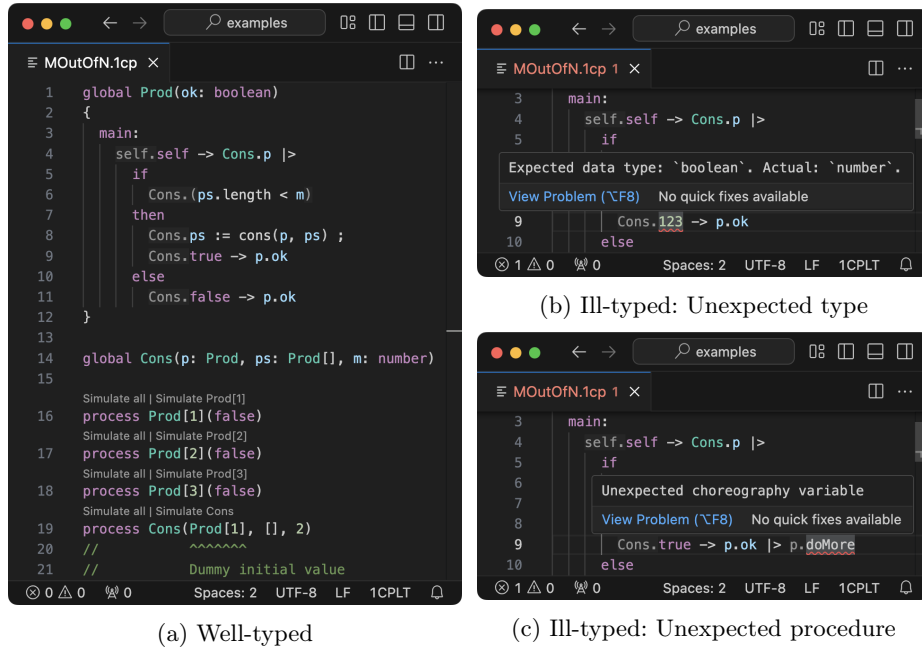 examples
MOutOfN.1cp
1 global Prod(ok: boolean)
2 {
3 main:
4 self.self -> Cons.p |>
5 if
6 Cons.(ps.length < m)
7 then
8 Cons.ps := cons(p, ps) ;
9 Cons.true -> p.ok
10 else
11 Cons.false -> p.ok
12 }
13
14 global Cons(p: Prod, ps: Prod[], m: number)
15
Simulate all | Simulate Prod[1]
16 process Prod[1](false)
Simulate all | Simulate Prod[2]
17 process Prod[2](false)
Simulate all | Simulate Prod[3]
18 process Prod[3](false)
Simulate all | Simulate Cons
19 process Cons(Prod[1], [], 2)
20 // ^^^^^^^
21 // Dummy initial value
0 0 0 Spaces: 2 UTF-8 LF 1CPLT
(a) Well-typed
examples
MOutOfN.1cp 1
3 main:
4 self.self -> Cons.p |>
5 if
Expected data type: `boolean`. Actual: `number`.
View Problem (⌥F8) No quick fixes available
9 Cons.123 -> p.ok
10 else
1 0 0 Spaces: 2 UTF-8 LF 1CPLT
(b) Ill-typed: Unexpected type
examples
MOutOfN.1cp 1
3 main:
4 self.self -> Cons.p |>
5 if
6
Unexpected choreography variable
7
View Problem (⌥F8) No quick fixes available
8
9 Cons.true -> p.ok |> p.doMore
10 else
1 0 0 Spaces: 2 UTF-8 LF 1CPLT
(c) Ill-typed: Unexpected procedure